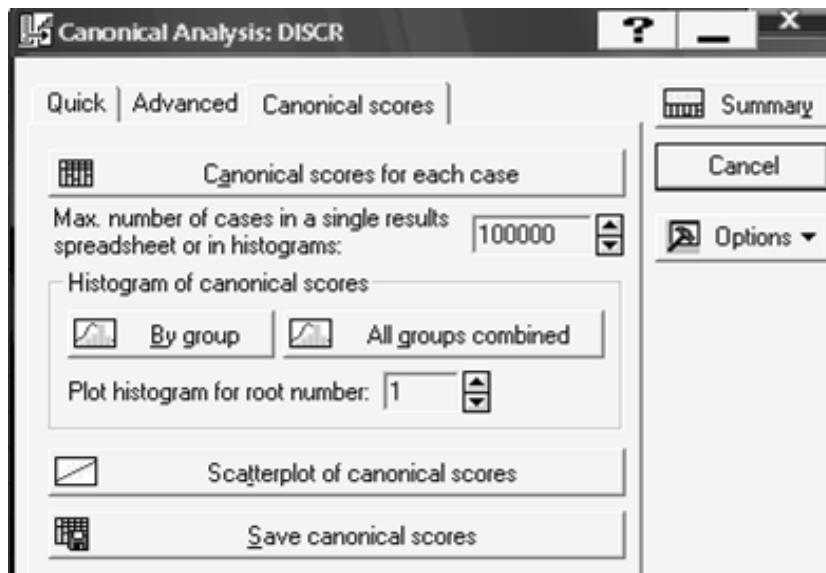 Canonical Analysis: DISCR
?
X
Quick
Advanced
Canonical scores
Summary
Canonical scores for each case
Cancel
Max. number of cases in a single results
spreadsheet or in histograms:
100000
Options
Histogram of canonical scores
By group
All groups combined
Plot histogram for root number:
1
Scatterplot of canonical scores
Save canonical scores